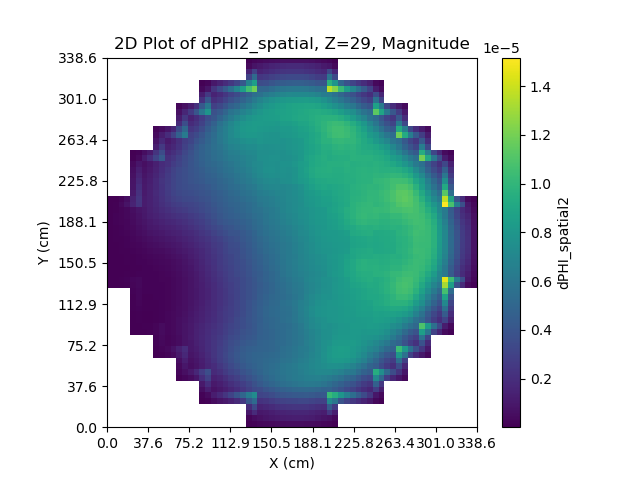 2D Plot of dPHI2_spatial, Z=29, Magnitude
1e−5
338.6
301.0
263.4
225.8
188.1
150.5
112.9
75.2
37.6
0.0
Y (cm)
0.0 37.6 75.2 112.9 150.5 188.1 225.8 263.4 301.0 338.6
X (cm)
1.4
1.2
1.0
0.8
0.6
0.4
0.2
dPHI_spatial2